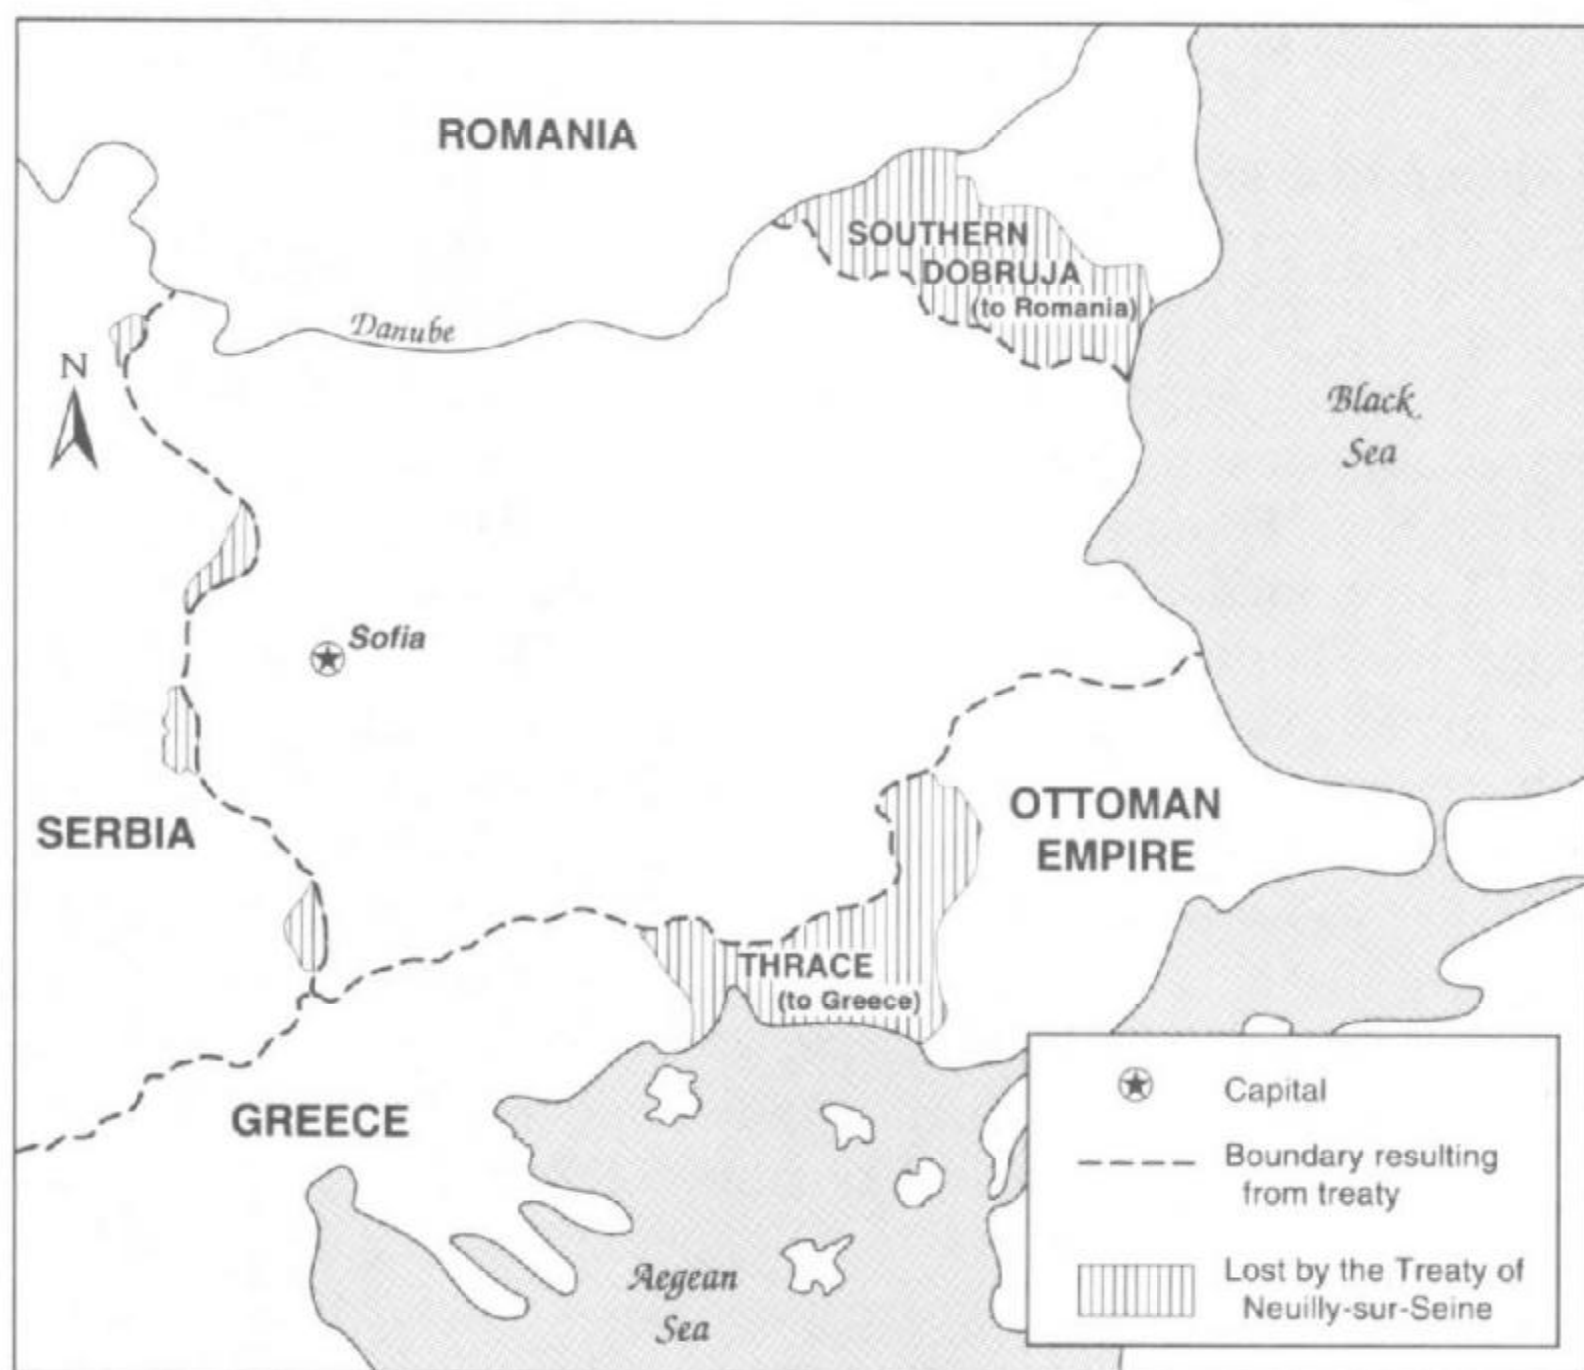 ROMANIA
SOUTHERN
DOBRUJA
(to Romania)
Danube
N
Black
Sea
Sofia
OTTOMAN
EMPIRE
SERBIA
THRACE
(to Greece)
GREECE
Aegean
Sea
Capital
Boundary resulting
from treaty
Lost by the Treaty of
Neuilly-sur-Seine